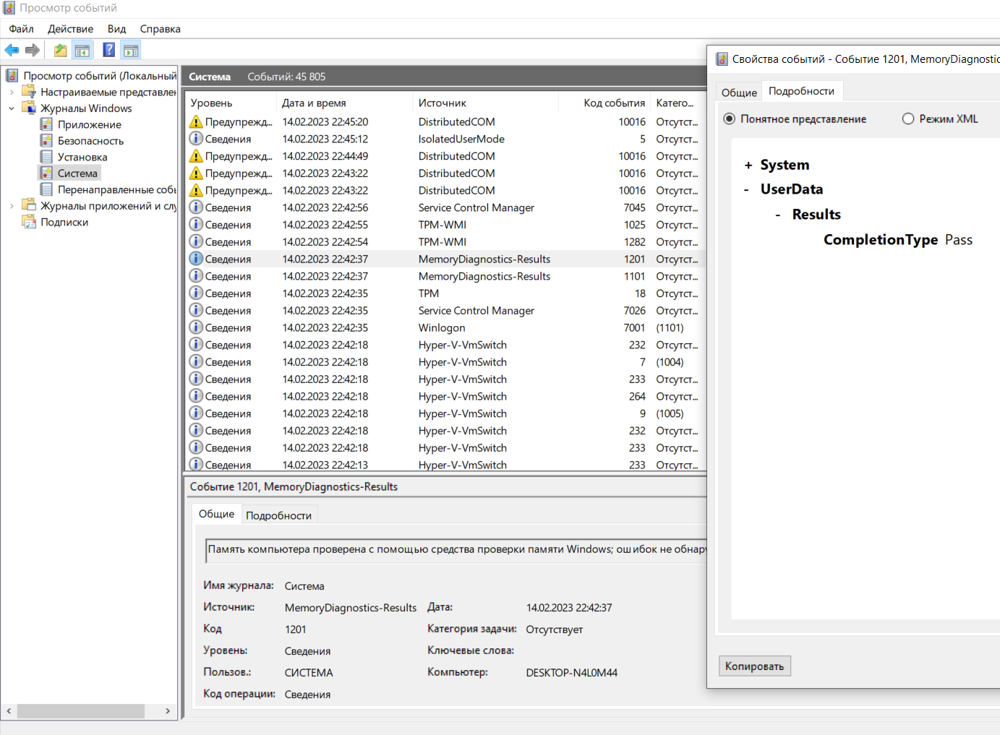 Просмотр событий
Файл Действие Вид Справка
Просмотр событий (Локальный
Настраиваемые представлен
Журналы Windows
Приложение
Безопасность
Установка
Система
Перенаправленные собы
Журналы приложений и слу
Подписки
Система Событий: 45 805
Уровень Дата и время Источник Код события Катего...
Предупрежд... 14.02.2023 22:45:20 DistributedCOM 10016 Отсутст...
Сведения 14.02.2023 22:45:12 IsolatedUserMode 5 Отсутст...
Предупрежд... 14.02.2023 22:44:49 DistributedCOM 10016 Отсутст...
Предупрежд... 14.02.2023 22:43:22 DistributedCOM 10016 Отсутст...
Предупрежд... 14.02.2023 22:43:22 DistributedCOM 10016 Отсутст...
Сведения 14.02.2023 22:42:56 Service Control Manager 7045 Отсутст...
Сведения 14.02.2023 22:42:55 TPM-WMI 1025 Отсутст...
Сведения 14.02.2023 22:42:54 TPM-WMI 1282 Отсутст...
Сведения 14.02.2023 22:42:37 MemoryDiagnostics-Results 1201 Отсутст...
Сведения 14.02.2023 22:42:37 MemoryDiagnostics-Results 1101 Отсутст...
Сведения 14.02.2023 22:42:35 TPM 18 Отсутст...
Сведения 14.02.2023 22:42:35 Service Control Manager 7026 Отсутст...
Сведения 14.02.2023 22:42:35 Winlogon 7001 (1101)
Сведения 14.02.2023 22:42:18 Hyper-V-VmSwitch 232 Отсутст...
Сведения 14.02.2023 22:42:18 Hyper-V-VmSwitch 7 (1004)
Сведения 14.02.2023 22:42:18 Hyper-V-VmSwitch 233 Отсутст...
Сведения 14.02.2023 22:42:18 Hyper-V-VmSwitch 264 Отсутст...
Сведения 14.02.2023 22:42:18 Hyper-V-VmSwitch 9 (1005)
Сведения 14.02.2023 22:42:18 Hyper-V-VmSwitch 232 Отсутст...
Сведения 14.02.2023 22:42:18 Hyper-V-VmSwitch 233 Отсутст...
Сведения 14.02.2023 22:42:13 Hyper-V-VmSwitch 233 Отсутст...
Событие 1201, MemoryDiagnostics-Results
Общие Подробности
Память компьютера проверена с помощью средства проверки памяти Windows; ошибок не обнару
Имя журнала: Система
Источник: MemoryDiagnostics-Results Дата: 14.02.2023 22:42:37
Код 1201 Категория задачи: Отсутствует
Уровень: Сведения Ключевые слова:
Пользов.: СИСТЕМА Компьютер: DESKTOP-N4L0M44
Код операции: Сведения
Свойства событий - Событие 1201, MemoryDiagnostic
Общие Подробности
Понятное представление Режим XML
+ System
- UserData
- Results
CompletionType Pass
Копировать